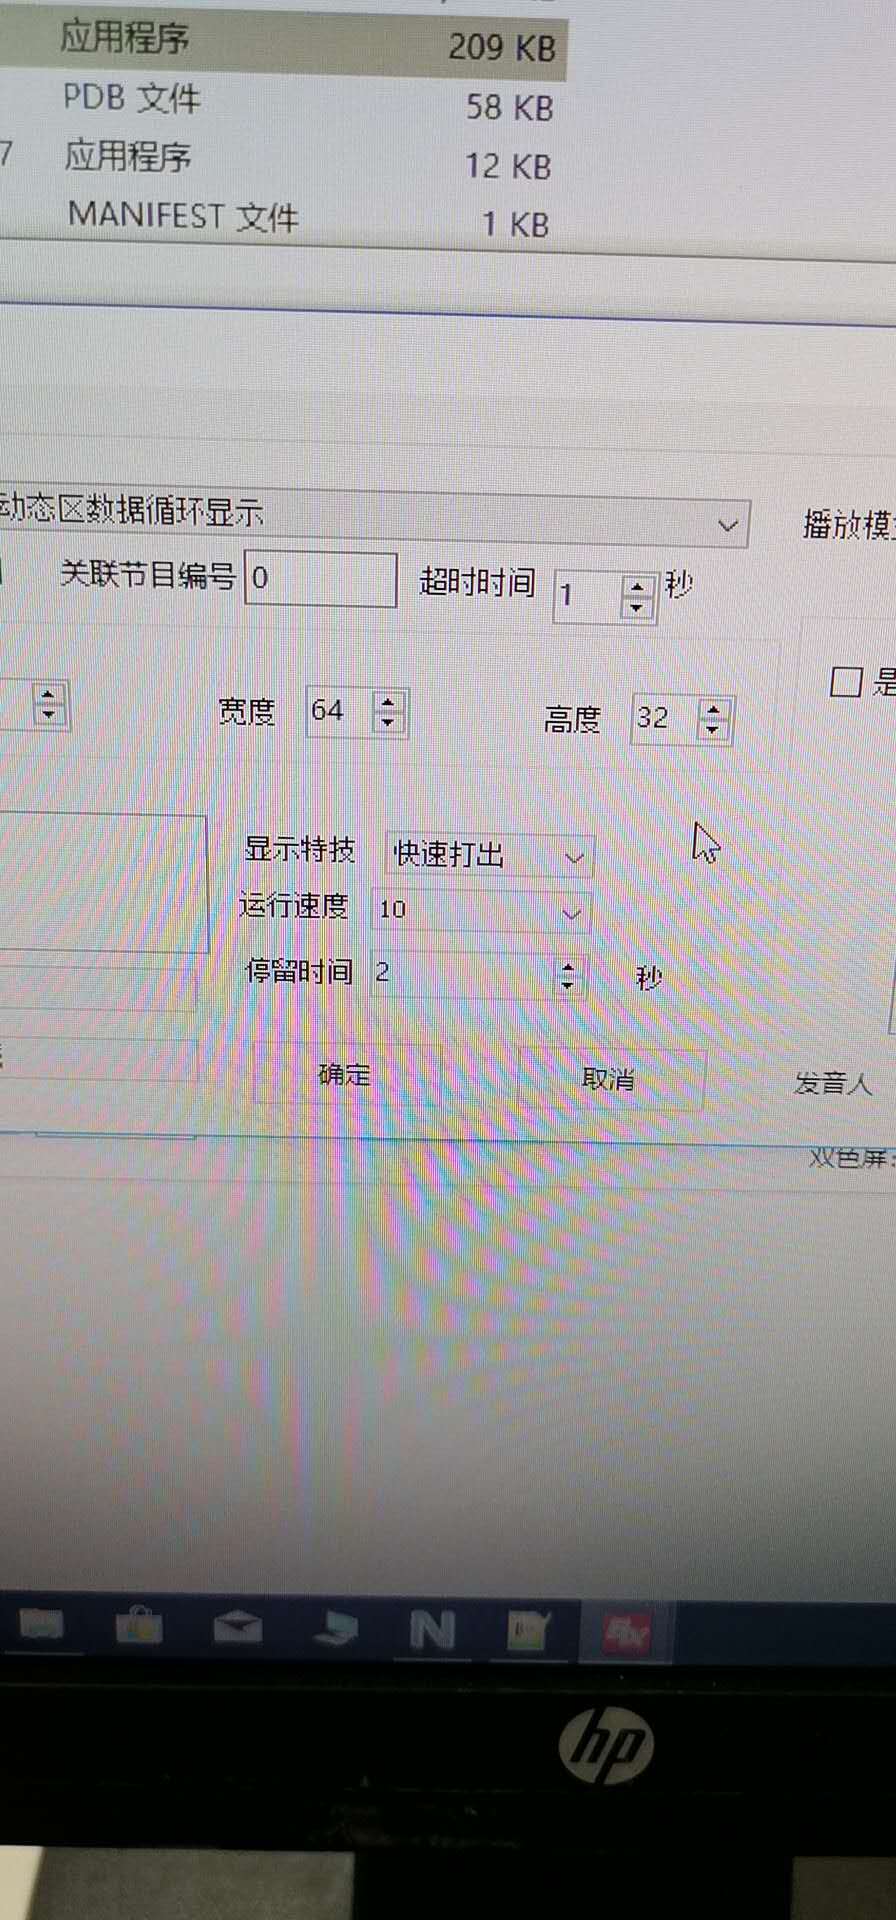 应用程序 209 KB
PDB 文件 58 KB
7 应用程序 12 KB
MANIFEST 文件 1 KB
动态区数据循环显示 播放模
关联节目编号 0 超时时间 1 秒
宽度 64 高度 32 是
显示特技 快速打出
运行速度 10
停留时间 2 秒
确定 取消 发音人
双色屏:
N
hp